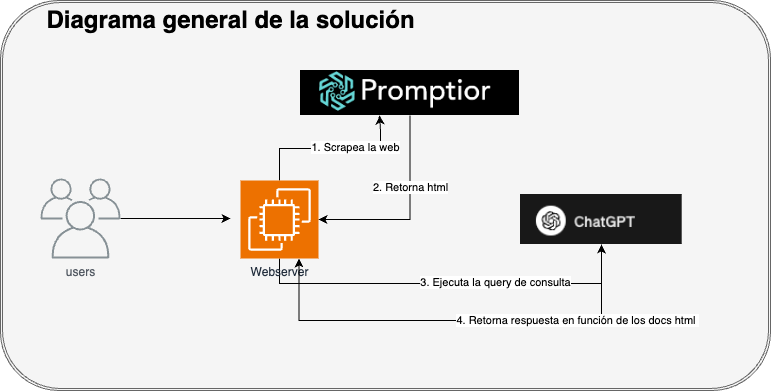 Diagrama general de la solución
Promptior
1. Scrapea la web
2. Retorna html
ChatGPT
users
Webserver
3. Ejecuta la query de consulta
4. Retorna respuesta en función de los docs html